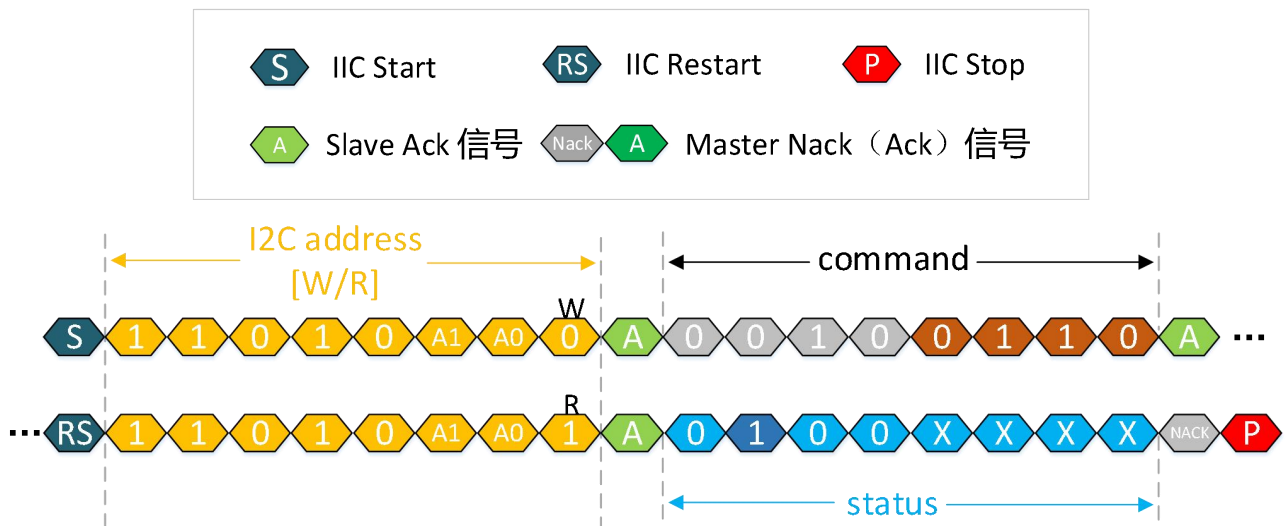 S IIC Start RS IIC Restart P IIC Stop
A Slave Ack 信号 Nack A Master Nack（Ack）信号
I2C address
[W/R]
command
W
S 1 1 0 1 0 A1 A0 0 A 0 0 1 0 0 1 1 0 A ...
R
... RS 1 1 0 1 0 A1 A0 1 A 0 1 0 0 X X X X NACK P
status